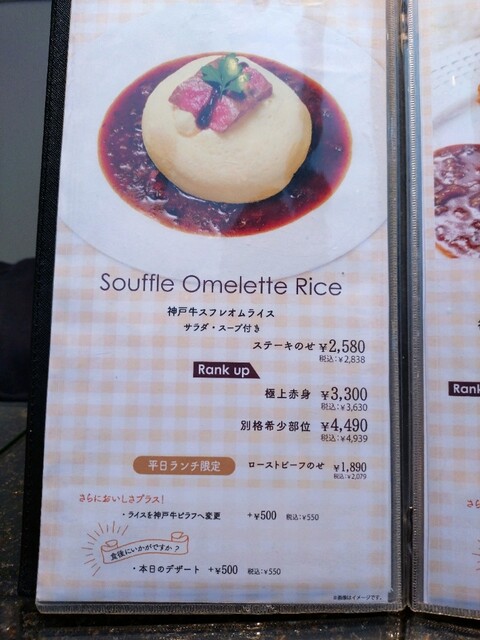 Souffle Omelette Rice
神戸牛スフレオムライス
サラダ・スープ付き
ステーキのせ ¥2,580
税込:¥2,838
Rank up
極上赤身 ¥3,300
税込:¥3,630
別格希少部位 ¥4,490
税込:¥4,939
平日ランチ限定 ローストビーフのせ ¥1,890
税込:¥2,079
さらにおいしさプラス!
・ライスを神戸牛ピラフへ変更 +¥500 税込:¥550
食後にいかがですか?
・本日のデザート +¥500 税込:¥550
※画像はイメージです。
Rank